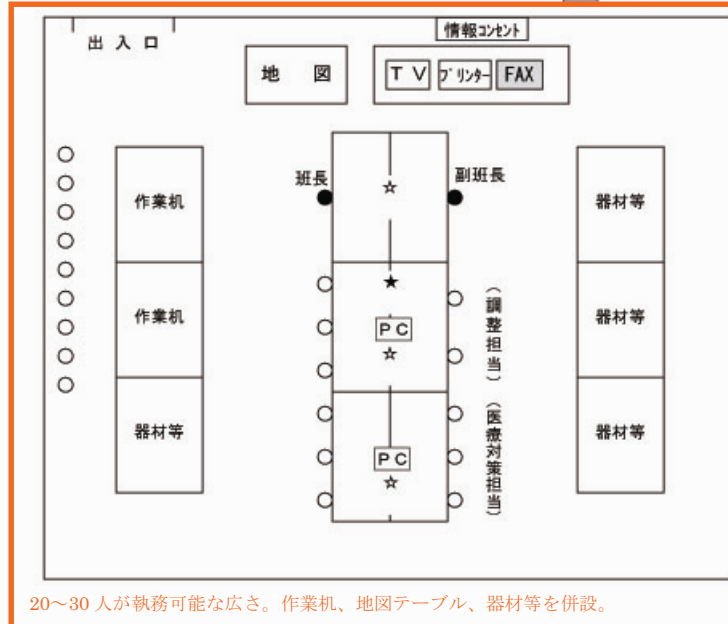 情報コンセント
出入口
地 図
TV
プリンター
FAX
班長
副班長
作業机
器材等
作業机
PC
(調整担当)
器材等
器材等
PC
(医療対策担当)
器材等
20~30 人が執務可能な広さ。作業机、地図テーブル、器材等を併設。